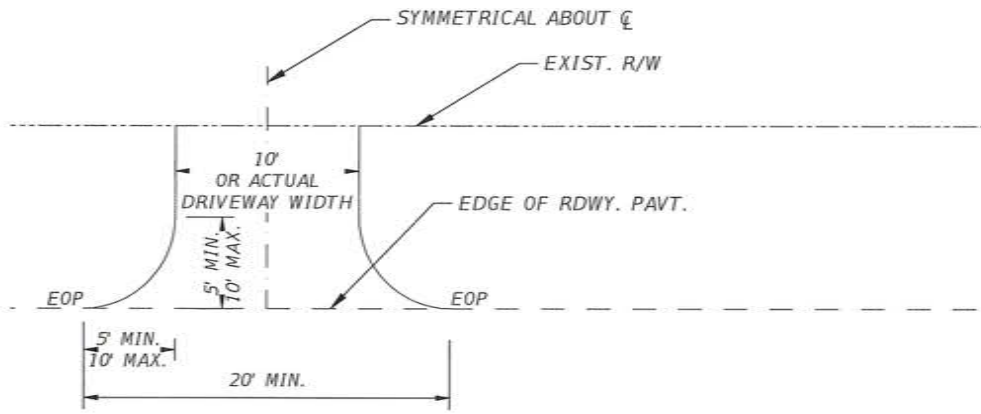 SYMMETRICAL ABOUT ℄
EXIST. R/W
10'
OR ACTUAL
DRIVEWAY WIDTH
EDGE OF RDWY. PAVT.
5' MIN.
10' MAX.
EOP
EOP
5' MIN.
10' MAX.
20' MIN.